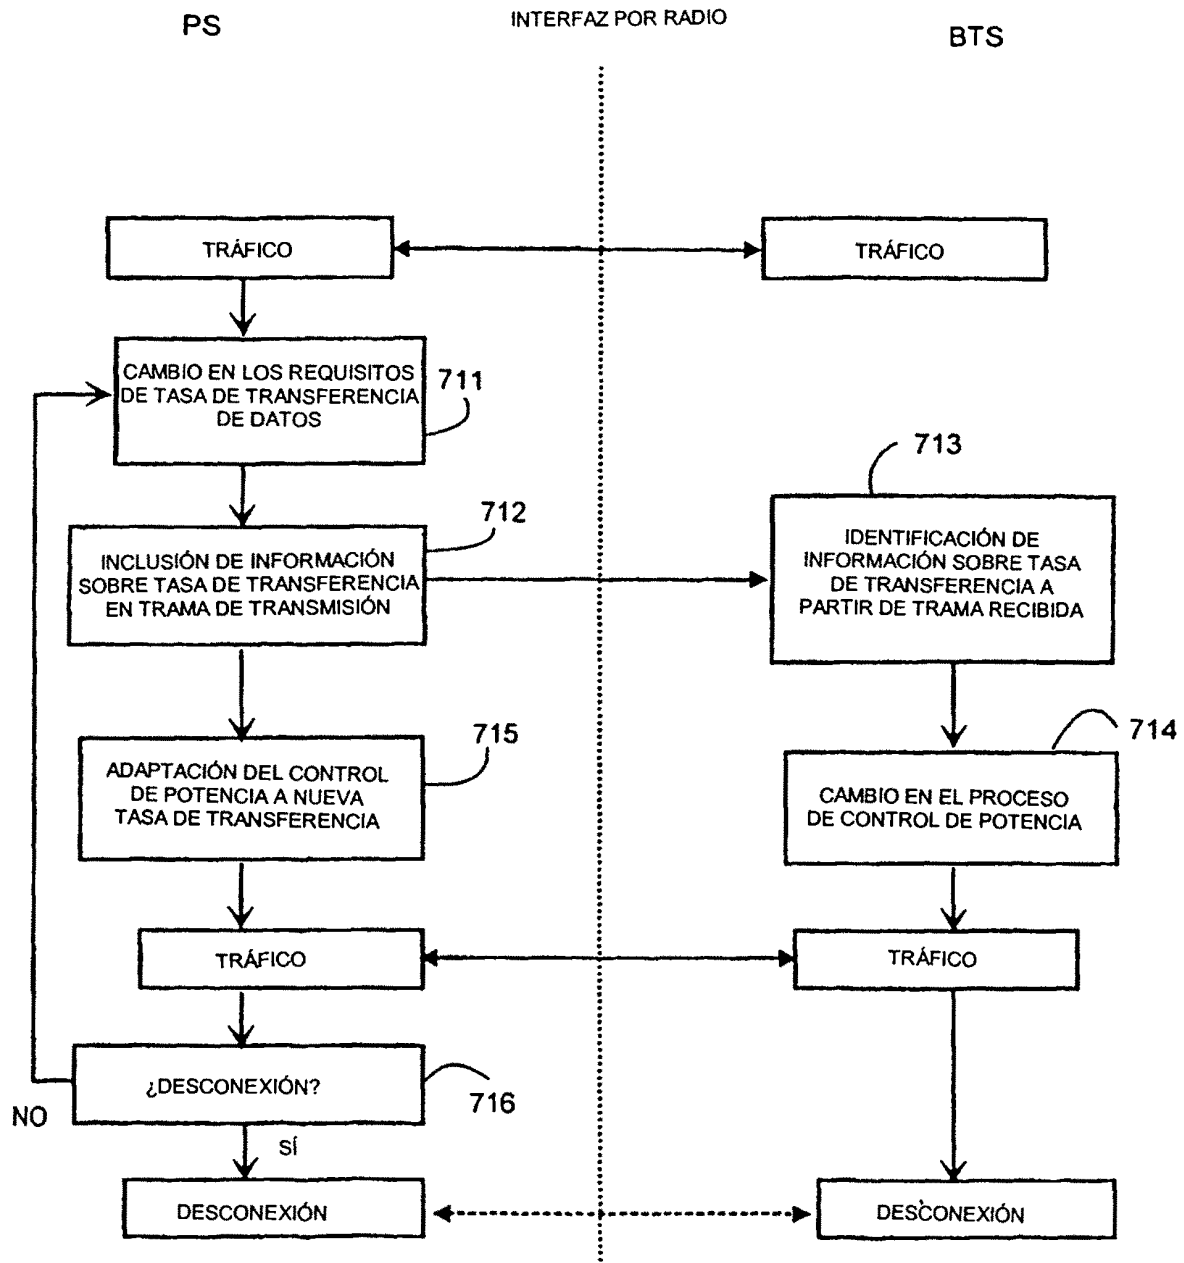 PS
INTERFAZ POR RADIO
BTS
TRÁFICO
TRÁFICO
CAMBIO EN LOS REQUISITOS
DE TASA DE TRANSFERENCIA
DE DATOS
711
713
712
INCLUSIÓN DE INFORMACIÓN
SOBRE TASA DE TRANSFERENCIA
EN TRAMA DE TRANSMISIÓN
IDENTIFICACIÓN DE
INFORMACIÓN SOBRE TASA
DE TRANSFERENCIA A
PARTIR DE TRAMA RECIBIDA
715
714
ADAPTACIÓN DEL CONTROL
DE POTENCIA A NUEVA
TASA DE TRANSFERENCIA
CAMBIO EN EL PROCESO
DE CONTROL DE POTENCIA
TRÁFICO
TRÁFICO
¿DESCONEXIÓN?
716
NO
SÍ
DESCONEXIÓN
DESCONEXIÓN